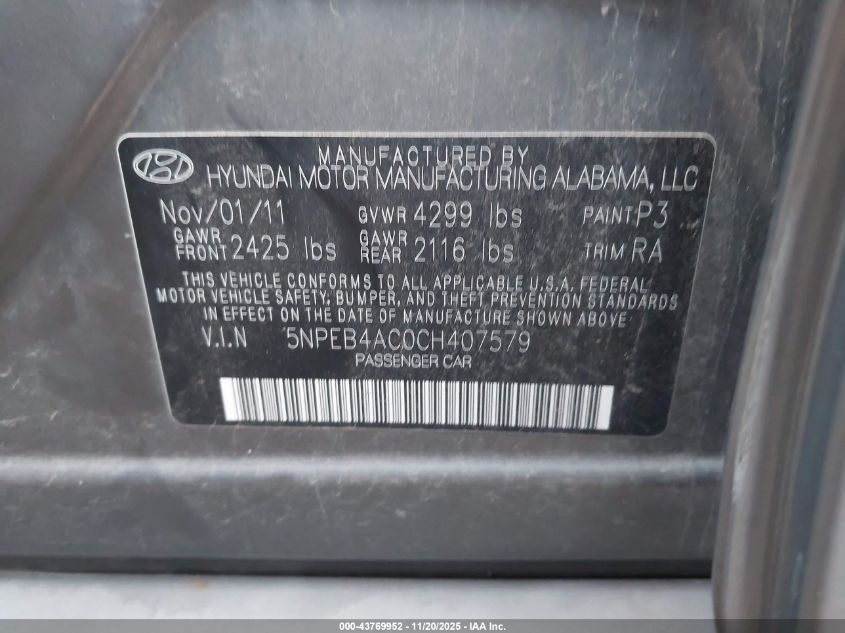 MANUFACTURED BY
HYUNDAI MOTOR MANUFACTURING ALABAMA, LLC
Nov/01/11 GVWR 4299 lbs PAINT P3
GAWR FRONT 2425 lbs GAWR REAR 2116 lbs TRIM RA
THIS VEHICLE CONFORMS TO ALL APPLICABLE U.S.A. FEDERAL
MOTOR VEHICLE SAFETY, BUMPER, AND THEFT PREVENTION STANDARDS
IN EFFECT ON THE DATE OF MANUFACTURE SHOWN ABOVE
V.I.N 5NPEB4AC0CH407579
PASSENGER CAR
000-43769952 - 11/20/2025 - IAA Inc.